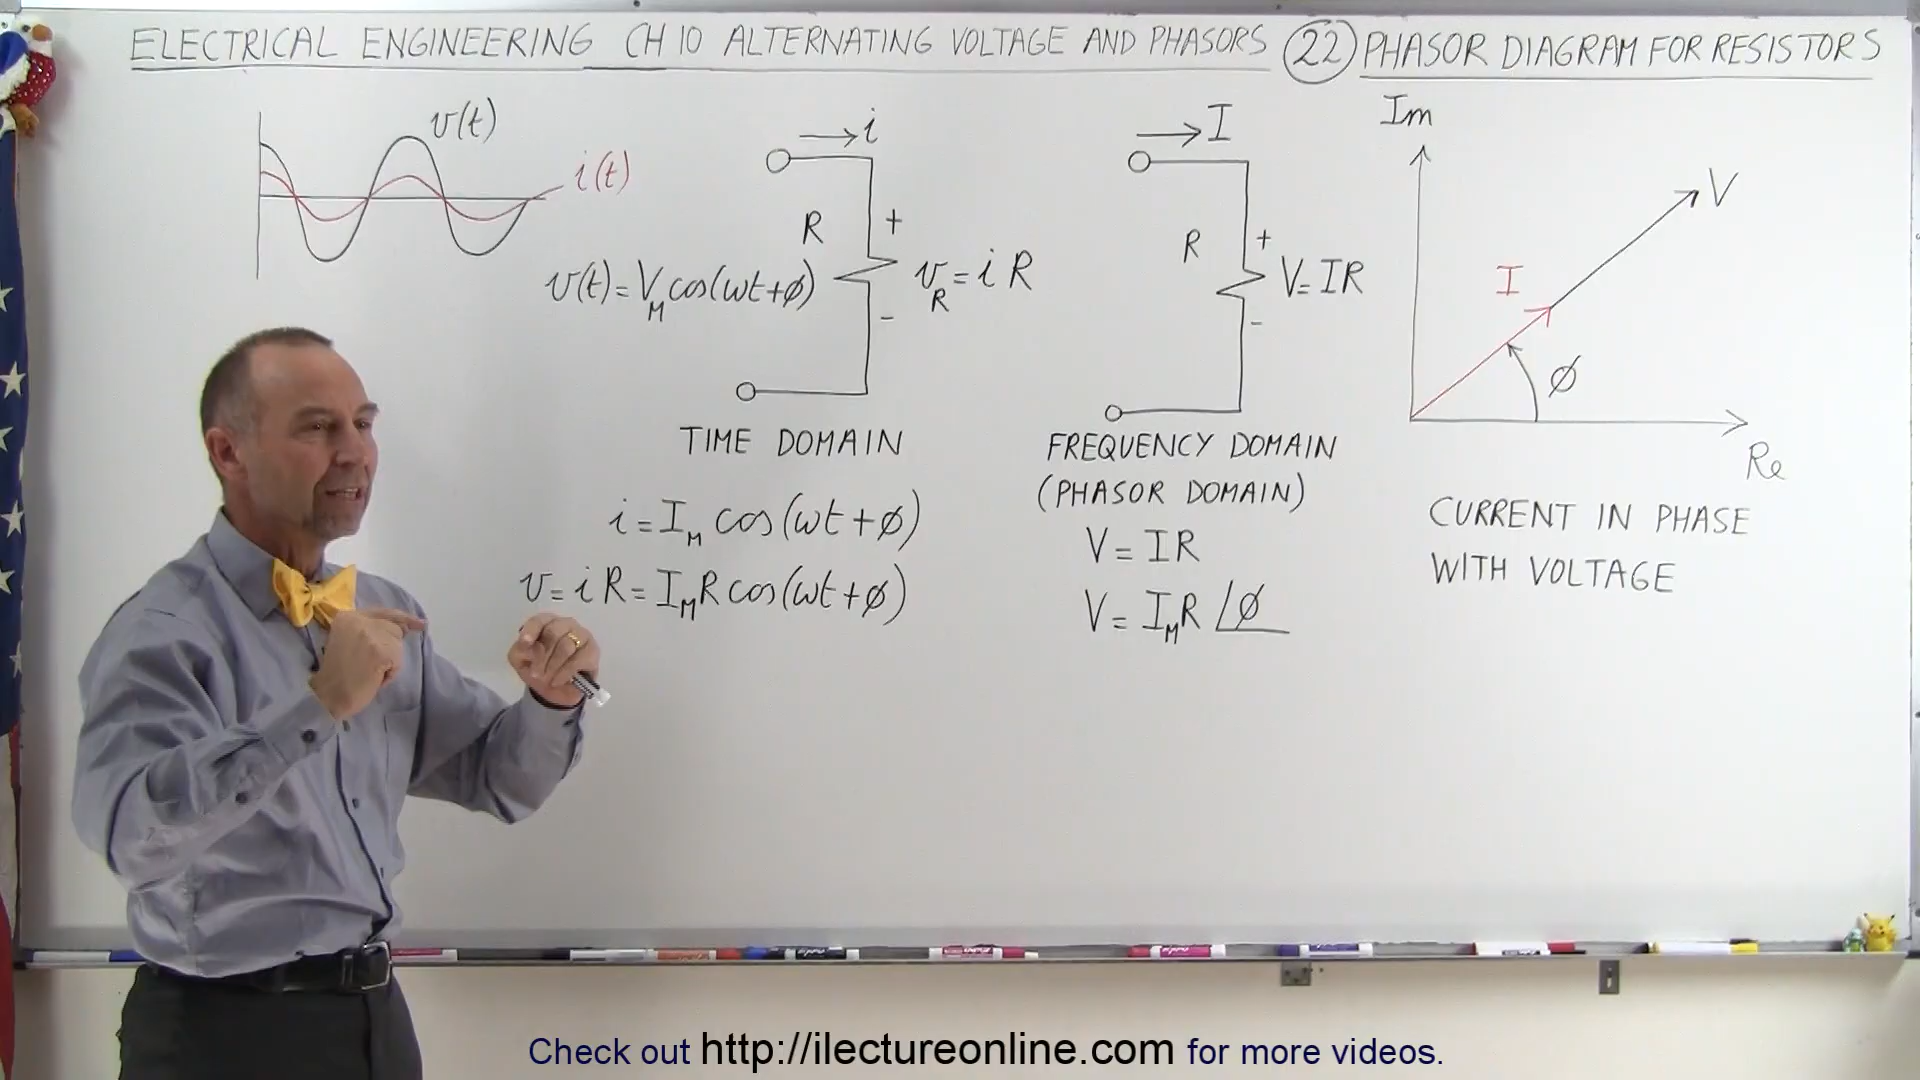 ELECTRICAL ENGINEERING CH 10 ALTERNATING VOLTAGE AND PHASORS 22 PHASOR DIAGRAM FOR RESISTORS
v(t)
i(t)
i
R
+
-
v(t) = V_M cos(ωt+φ)
v_R = i R
TIME DOMAIN
i = I_M cos(ωt+φ)
v = i R = I_M R cos(ωt+φ)
I
R
+
-
V = IR
FREQUENCY DOMAIN
(PHASOR DOMAIN)
V = IR
V = I_M R ∠φ
Im
V
I
φ
Re
CURRENT IN PHASE
WITH VOLTAGE
Check out http://ilectureonline.com for more videos.